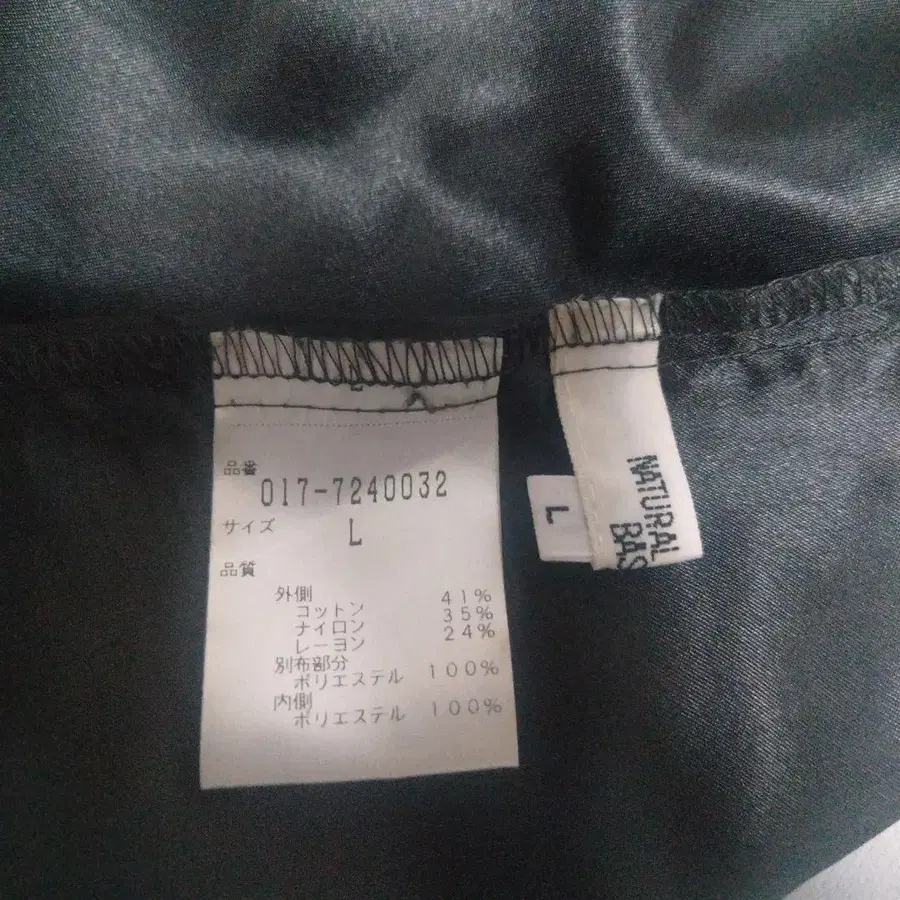 品番
017-7240032
サイズ L
品質
外側
コットン 41%
ナイロン 35%
レーヨン 24%
別布部分
ポリエステル 100%
内側
ポリエステル 100%
L
NATURAL
BAS